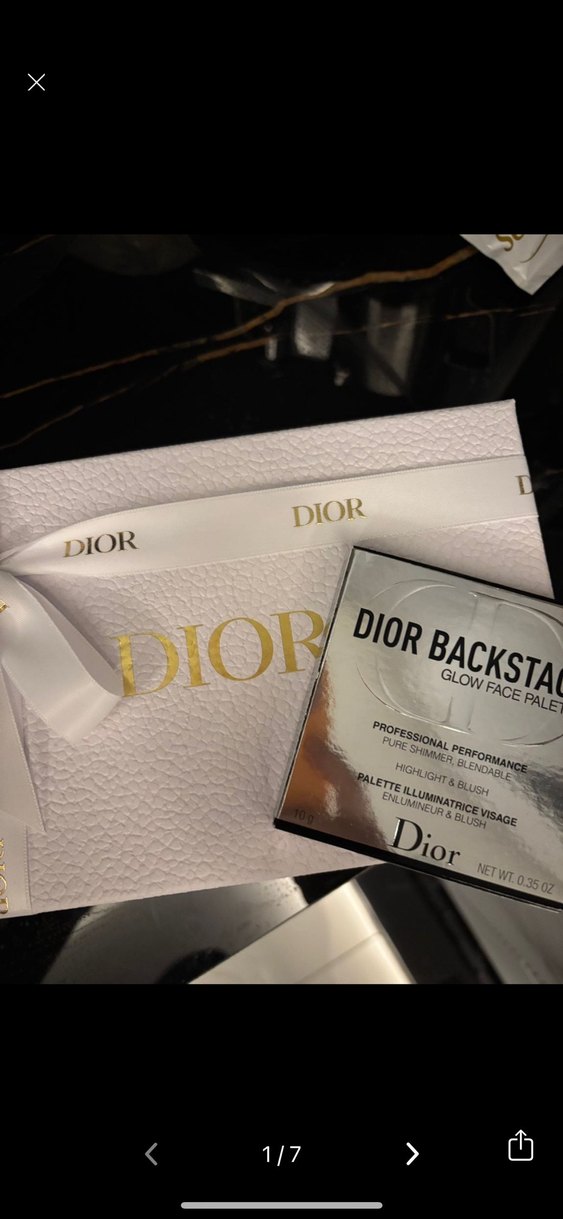 DIOR
DIOR
D
DIOR
DIOR BACKSTAG
GLOW FACE PALET
PROFESSIONAL PERFORMANCE
PURE SHIMMER, BLENDABLE
HIGHLIGHT & BLUSH
PALETTE ILLUMINATRICE VISAGE
ENLUMINEUR & BLUSH
10 g
Dior
NET WT. 0.35 OZ
1 / 7